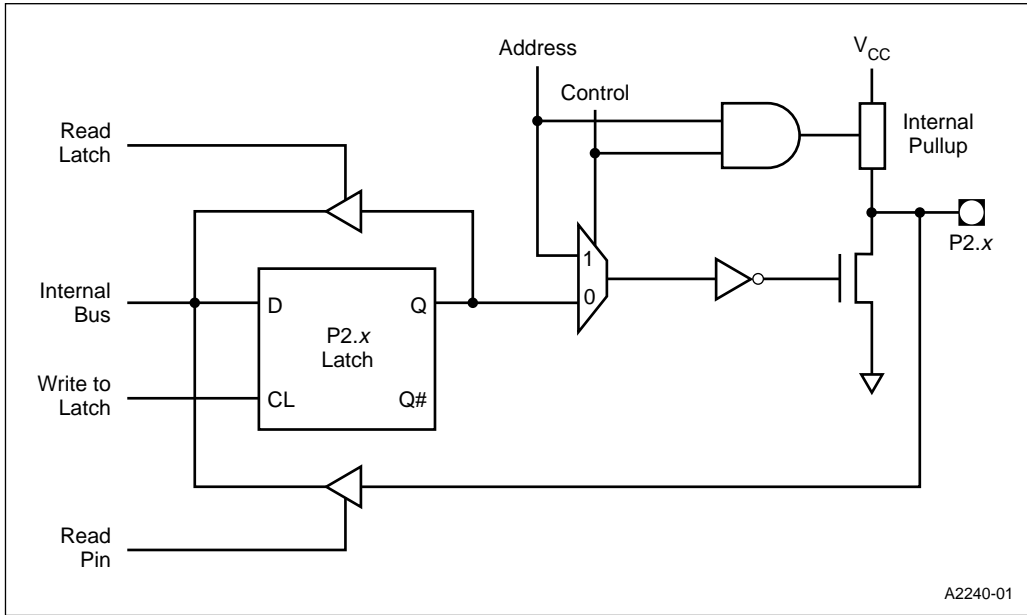 Address
V_CC
Control
Read
Latch
Internal
Pullup
P2.x
1
0
Internal
Bus
D
Q
P2.x
Latch
Write to
Latch
CL
Q#
Read
Pin
A2240-01